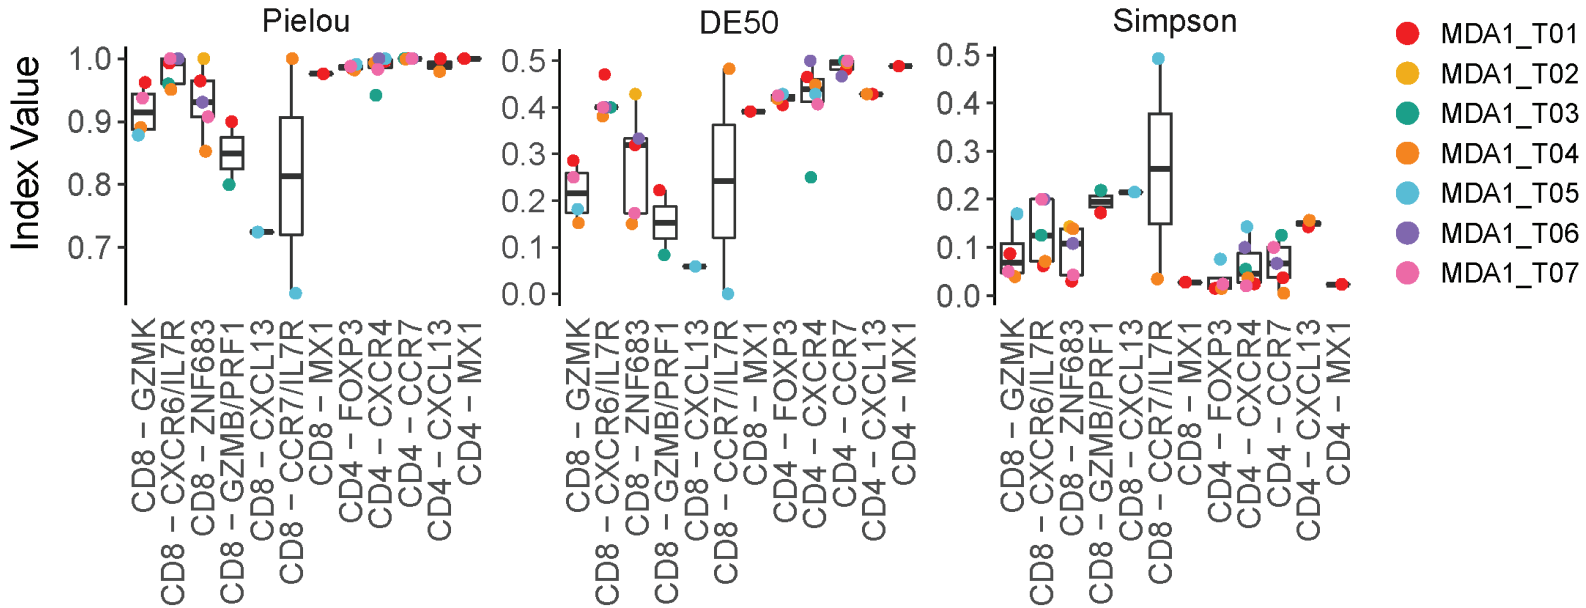 Pielou
DE50
Simpson
Index Value
1.0
0.9
0.8
0.7
0.5
0.4
0.3
0.2
0.1
0.0
0.5
0.4
0.3
0.2
0.1
0.0
CD8 – GZMK
CD8 – CXCR6/IL7R
CD8 – ZNF683
CD8 – GZMB/PRF1
CD8 – CXCL13
CD8 – CCR7/IL7R
CD8 – MX1
CD4 – FOXP3
CD4 – CXCR4
CD4 – CCR7
CD4 – CXCL13
CD4 – MX1
CD8 – GZMK
CD8 – CXCR6/IL7R
CD8 – ZNF683
CD8 – GZMB/PRF1
CD8 – CXCL13
CD8 – CCR7/IL7R
CD8 – MX1
CD4 – FOXP3
CD4 – CXCR4
CD4 – CCR7
CD4 – CXCL13
CD4 – MX1
CD8 – GZMK
CD8 – CXCR6/IL7R
CD8 – ZNF683
CD8 – GZMB/PRF1
CD8 – CXCL13
CD8 – CCR7/IL7R
CD8 – MX1
CD4 – FOXP3
CD4 – CXCR4
CD4 – CCR7
CD4 – CXCL13
CD4 – MX1
MDA1_T01
MDA1_T02
MDA1_T03
MDA1_T04
MDA1_T05
MDA1_T06
MDA1_T07